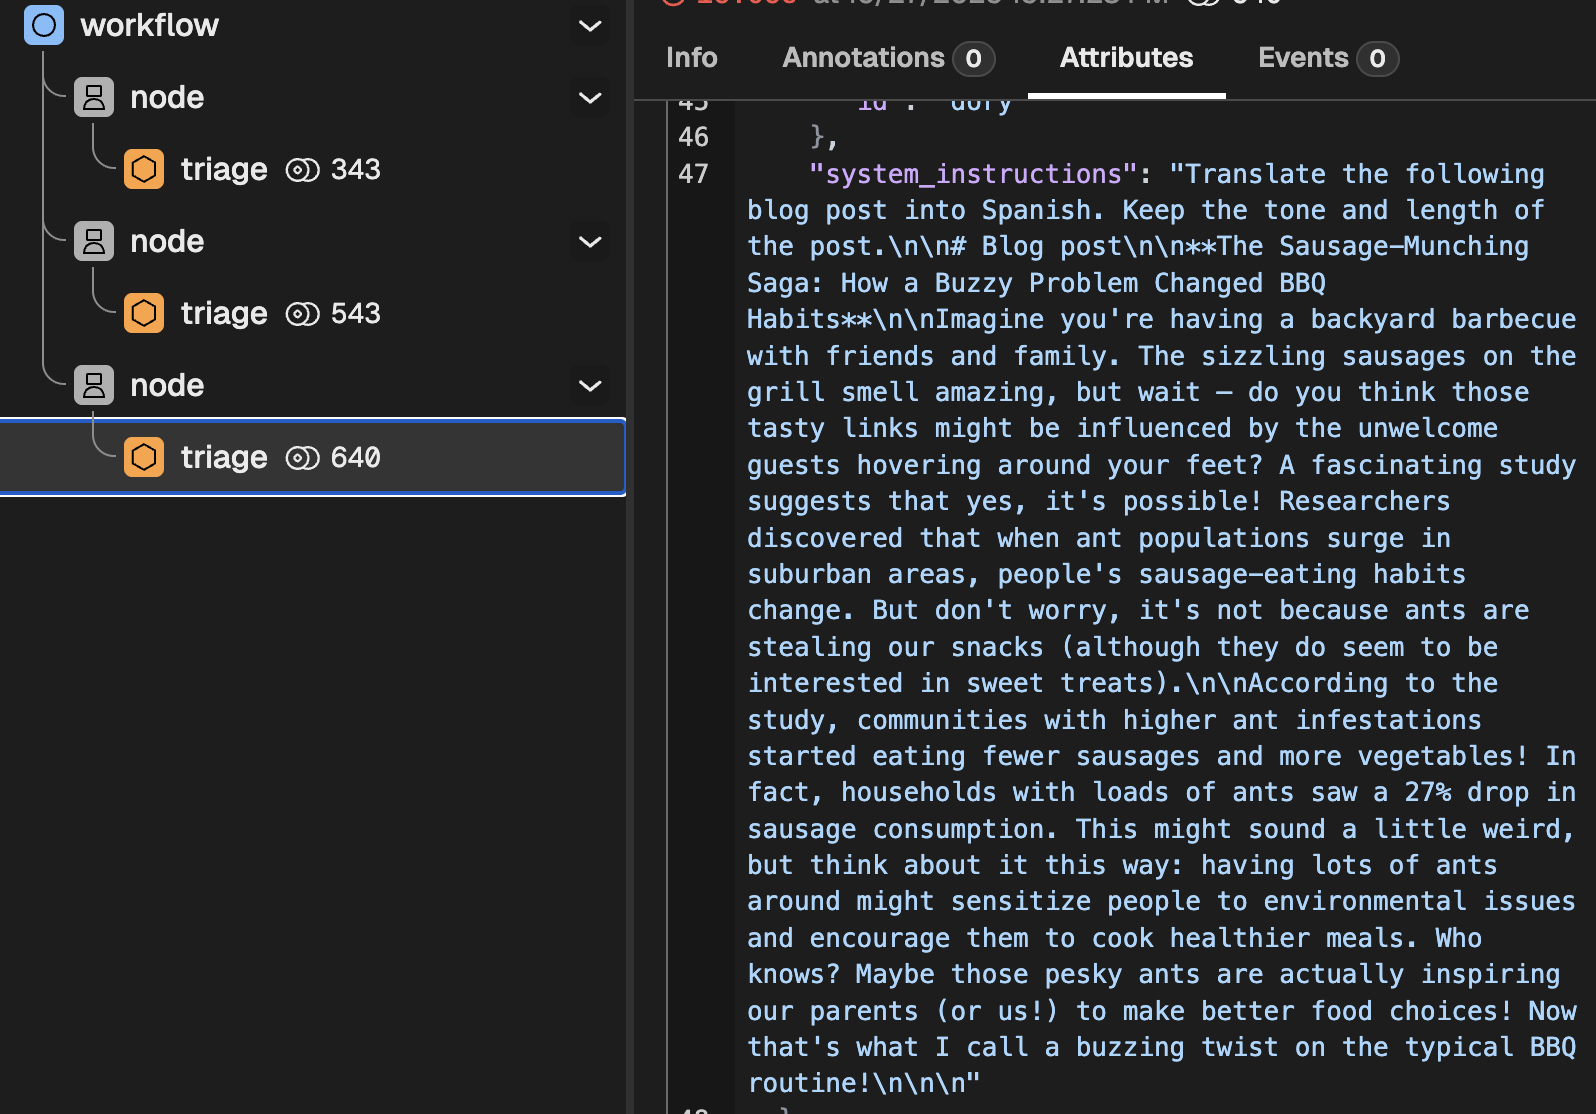 workflow
node
triage 343
node
triage 543
node
triage 640
Info
Annotations 0
Attributes
Events 0
45 "id": "dory"
46 },
47 "system_instructions": "Translate the following
blog post into Spanish. Keep the tone and length of
the post.\n\n# Blog post\n\n**The Sausage-Munching
Saga: How a Buzzy Problem Changed BBQ
Habits**\n\nImagine you're having a backyard barbecue
with friends and family. The sizzling sausages on the
grill smell amazing, but wait — do you think those
tasty links might be influenced by the unwelcome
guests hovering around your feet? A fascinating study
suggests that yes, it's possible! Researchers
discovered that when ant populations surge in
suburban areas, people's sausage-eating habits
change. But don't worry, it's not because ants are
stealing our snacks (although they do seem to be
interested in sweet treats).\n\nAccording to the
study, communities with higher ant infestations
started eating fewer sausages and more vegetables! In
fact, households with loads of ants saw a 27% drop in
sausage consumption. This might sound a little weird,
but think about it this way: having lots of ants
around might sensitize people to environmental issues
and encourage them to cook healthier meals. Who
knows? Maybe those pesky ants are actually inspiring
our parents (or us!) to make better food choices! Now
that's what I call a buzzing twist on the typical BBQ
routine!\n\n\n"